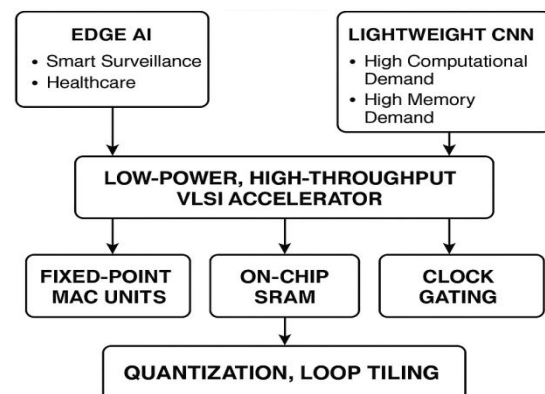 EDGE AI
• Smart Surveillance
• Healthcare
LIGHTWEIGHT CNN
• High Computational
Demand
• High Memory
Demand
LOW-POWER, HIGH-THROUGHPUT
VLSI ACCELERATOR
FIXED-POINT
MAC UNITS
ON-CHIP
SRAM
CLOCK
GATING
QUANTIZATION, LOOP TILING